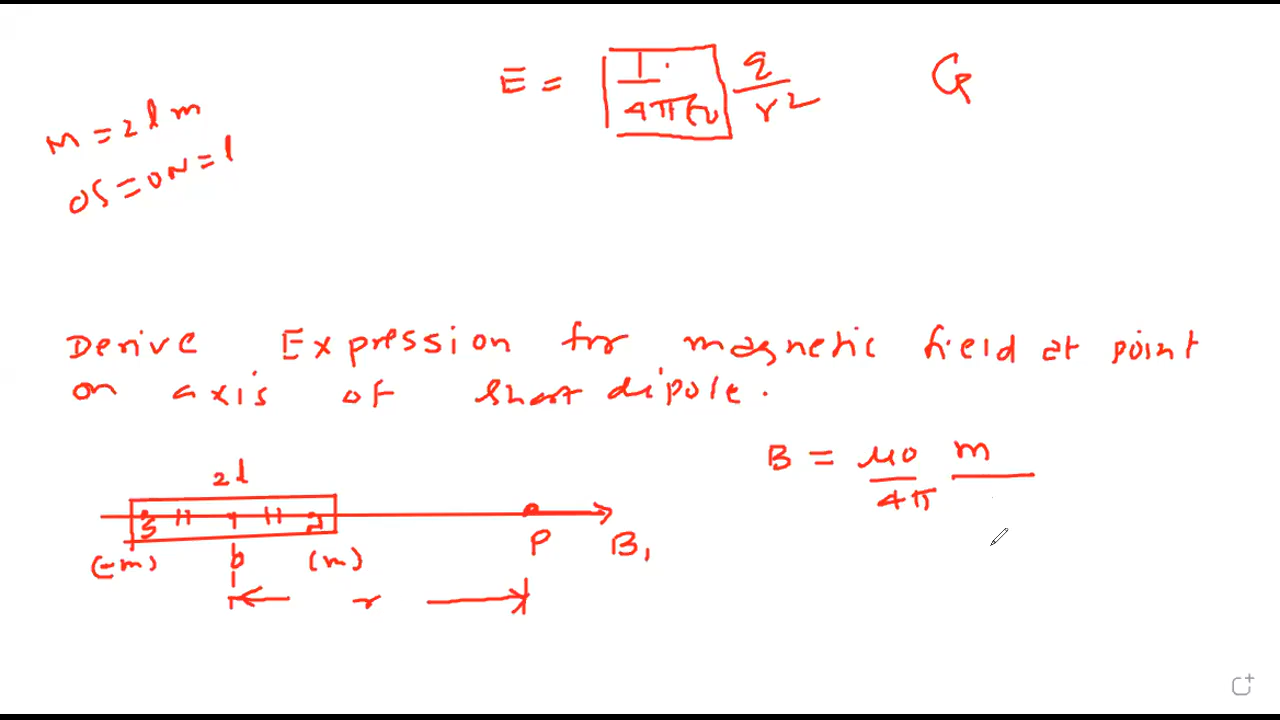 E = 1/4πε₀ q/r² G
M = 2lm
OS = ON = l
Derive Expression for magnetic field at point
on axis of short dipole.
B = μ0/4π m
2l
S P B₁
(-m) (m)
r